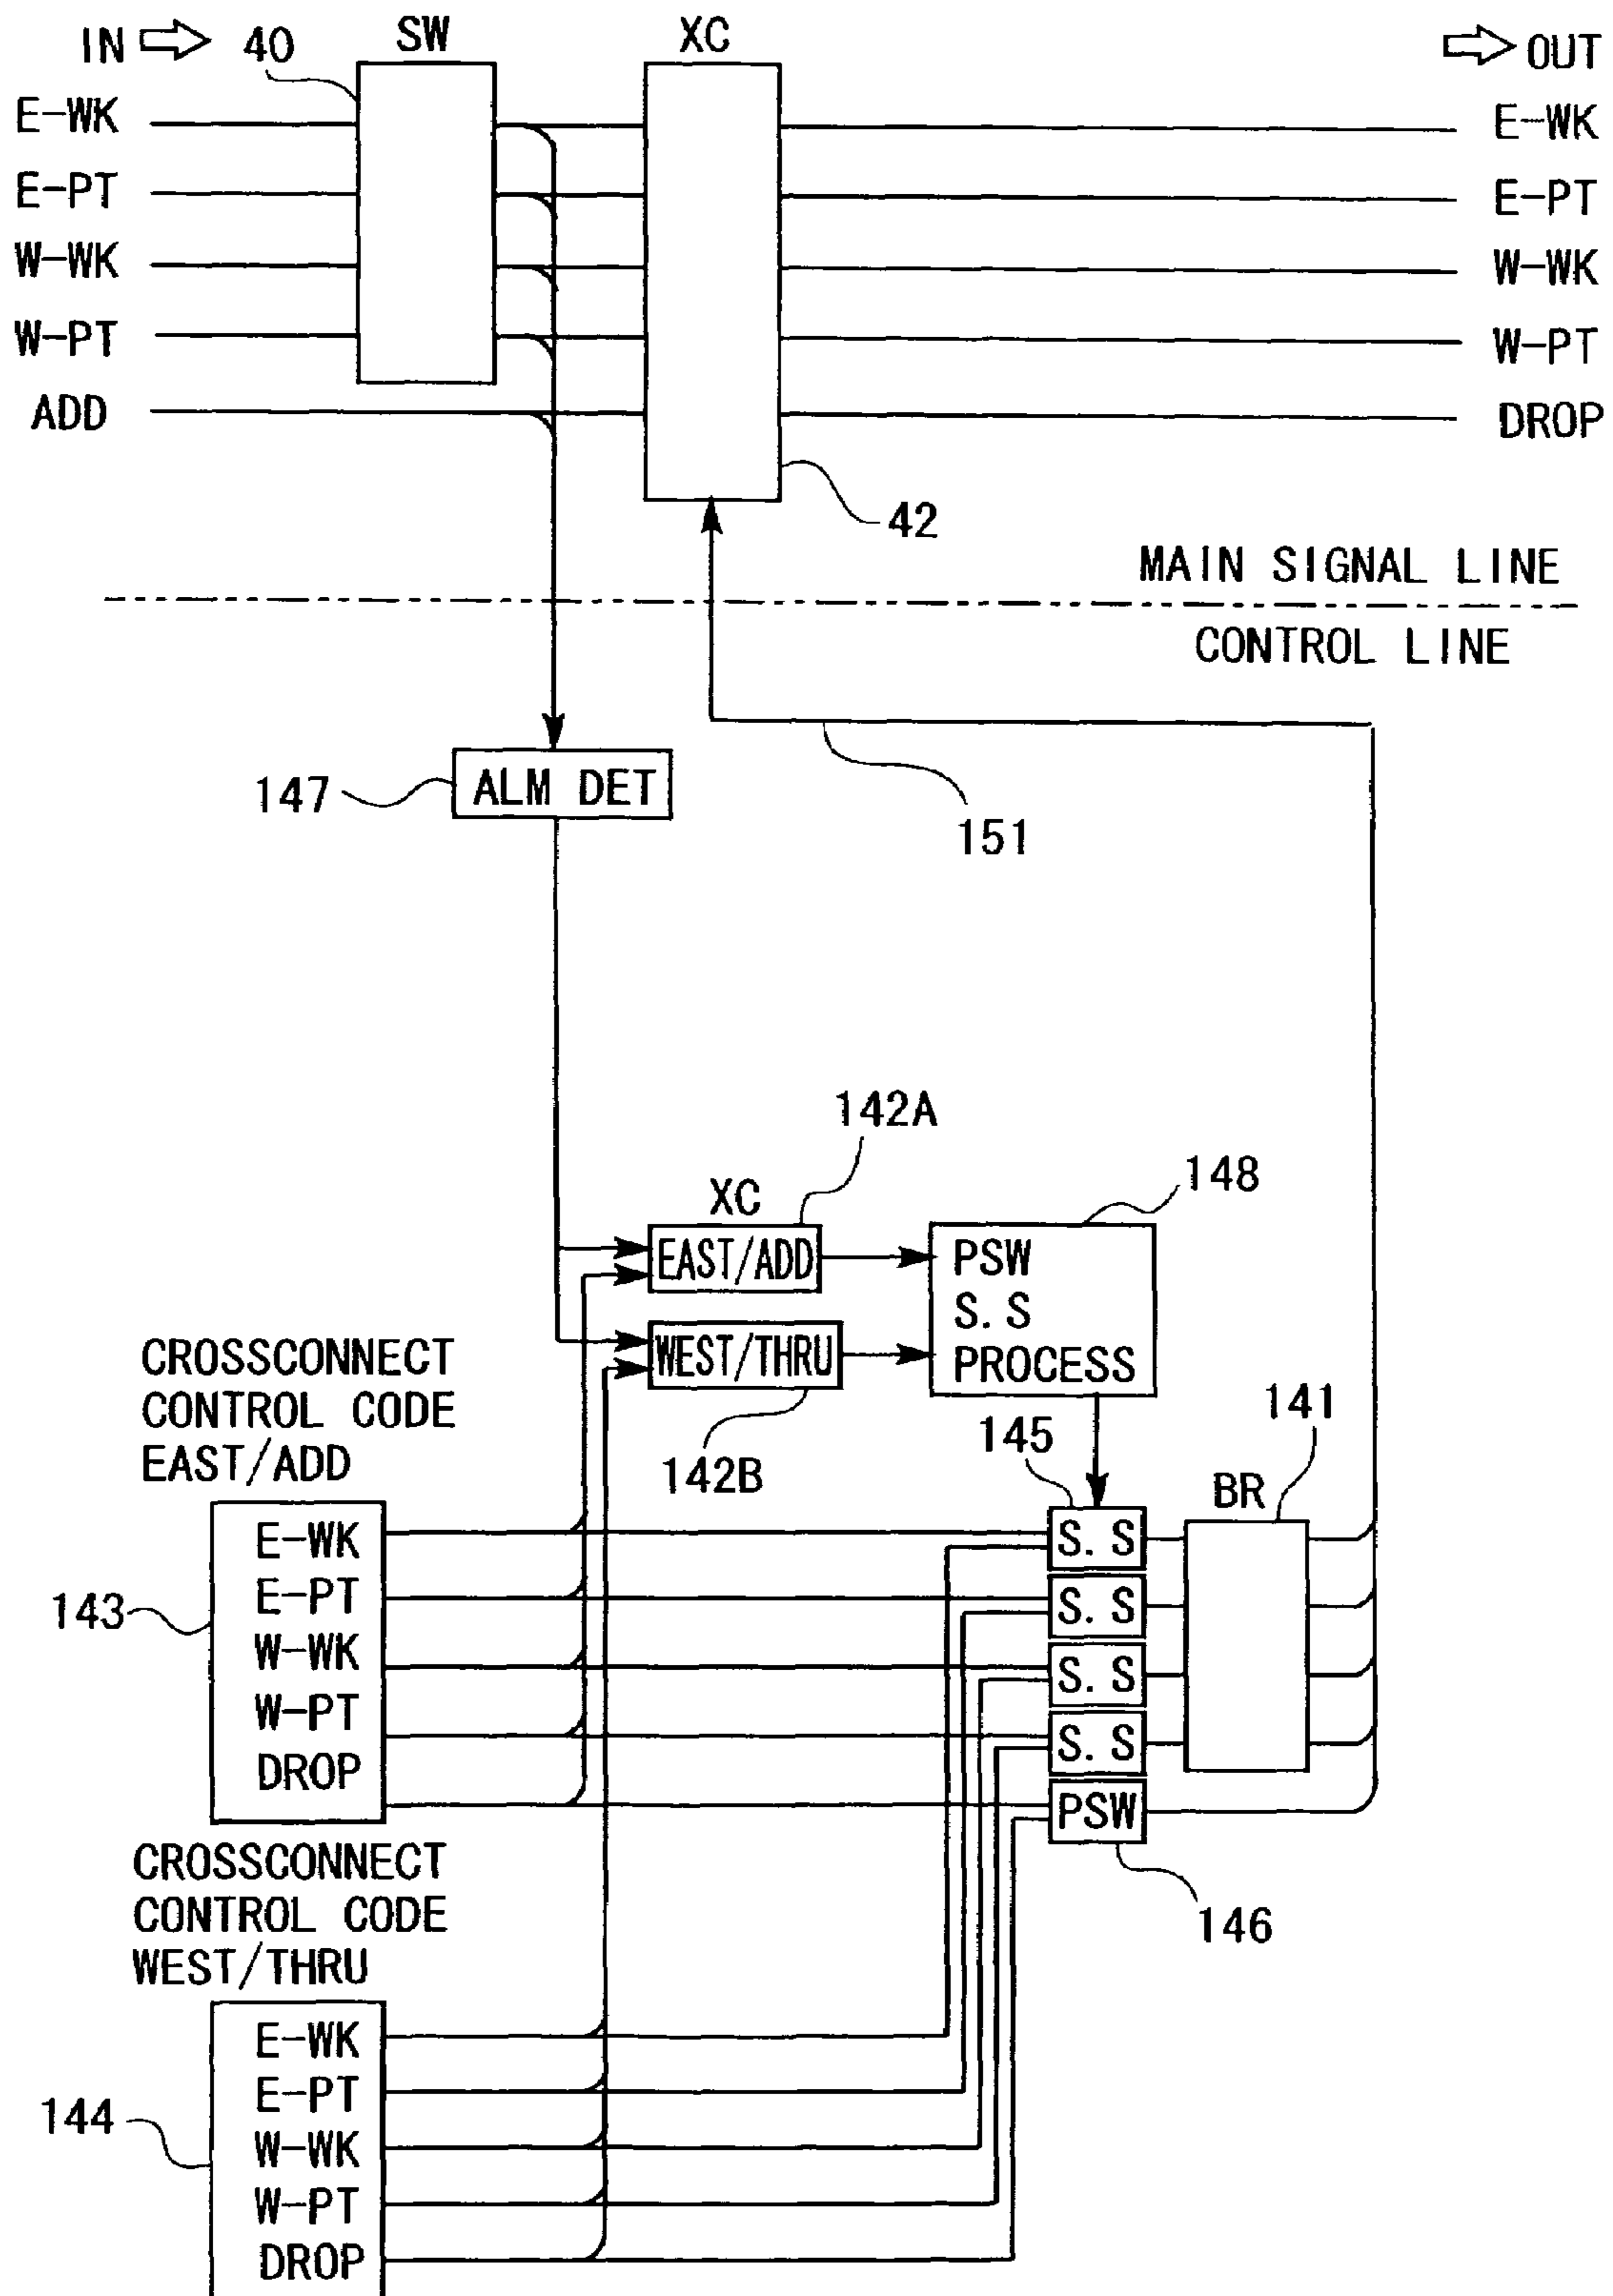 IN
40
SW
XC
OUT
E-WK
E-PT
W-WK
W-PT
ADD
E-WK
E-PT
W-WK
W-PT
DROP
42
MAIN SIGNAL LINE
CONTROL LINE
147
ALM DET
151
142A
XC
EAST/ADD
148
PSW
S.S
PROCESS
WEST/THRU
142B
CROSSCONNECT
CONTROL CODE
EAST/ADD
145
141
BR
143
E-WK
E-PT
W-WK
W-PT
DROP
S.S
S.S
S.S
S.S
PSW
146
CROSSCONNECT
CONTROL CODE
WEST/THRU
144
E-WK
E-PT
W-WK
W-PT
DROP